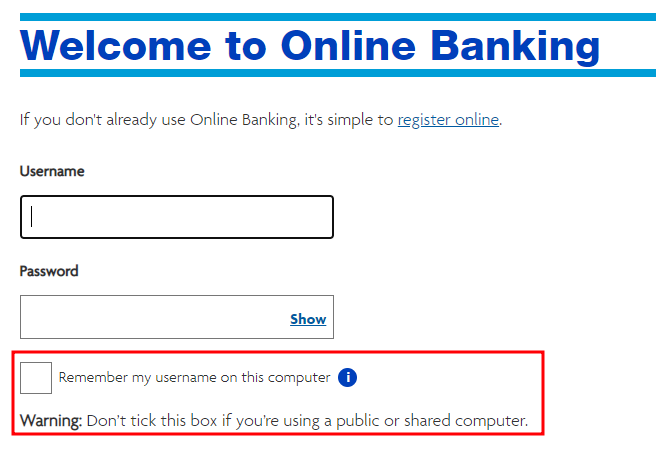 Welcome to Online Banking
If you don't already use Online Banking, it's simple to register online.
Username
Password
Show
Remember my username on this computer i
Warning: Don't tick this box if you're using a public or shared computer.